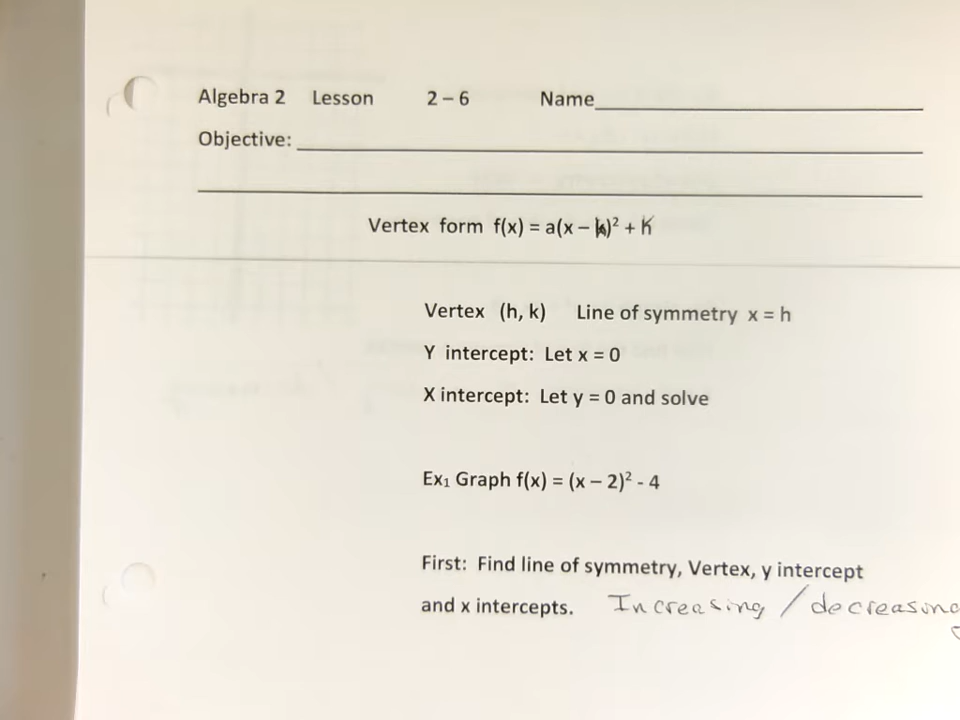 Algebra 2 Lesson 2 – 6 Name
Objective:
Vertex form f(x) = a(x – h)² + K
Vertex (h, k) Line of symmetry x = h
Y intercept: Let x = 0
X intercept: Let y = 0 and solve
Ex₁ Graph f(x) = (x – 2)² - 4
First: Find line of symmetry, Vertex, y intercept
and x intercepts. Increasing / decreasing